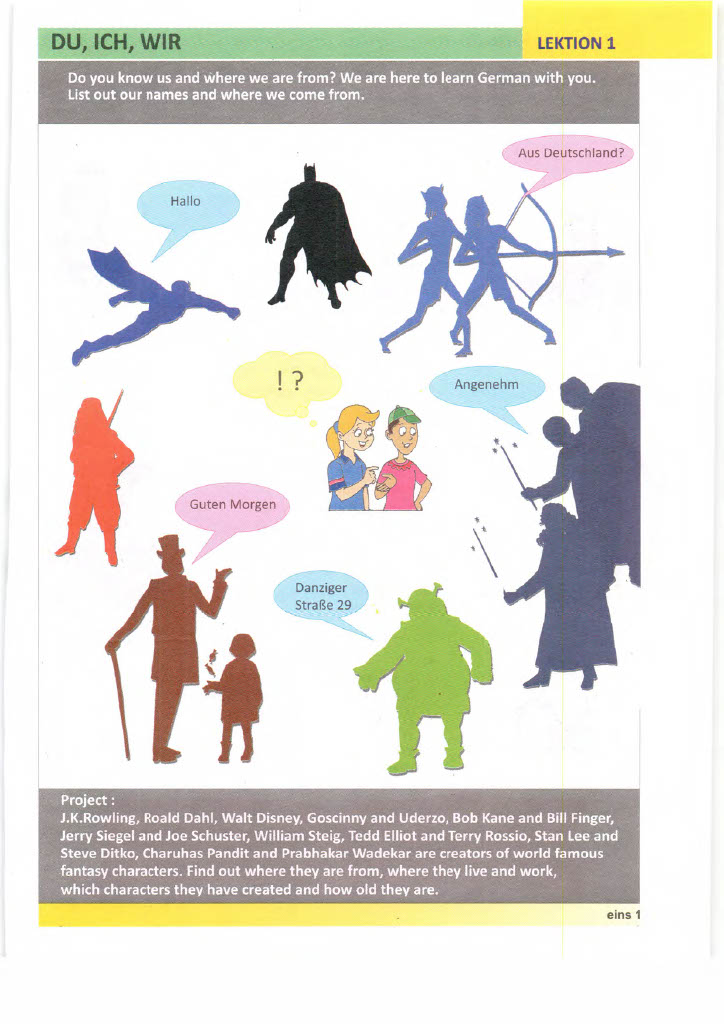 DU, ICH, WIR
LEKTION 1
Do you know us and where we are from? We are here to learn German with you.
List out our names and where we come from.
Aus Deutschland?
Hallo
! ?
Angenehm
Guten Morgen
Danziger
Straße 29
Project :
J.K.Rowling, Roald Dahl, Walt Disney, Goscinny and Uderzo, Bob Kane and Bill Finger,
Jerry Siegel and Joe Schuster, William Steig, Tedd Elliot and Terry Rossio, Stan Lee and
Steve Ditko, Charuhas Pandit and Prabhakar Wadekar are creators of world famous
fantasy characters. Find out where they are from, where they live and work,
which characters they have created and how old they are.
eins 1